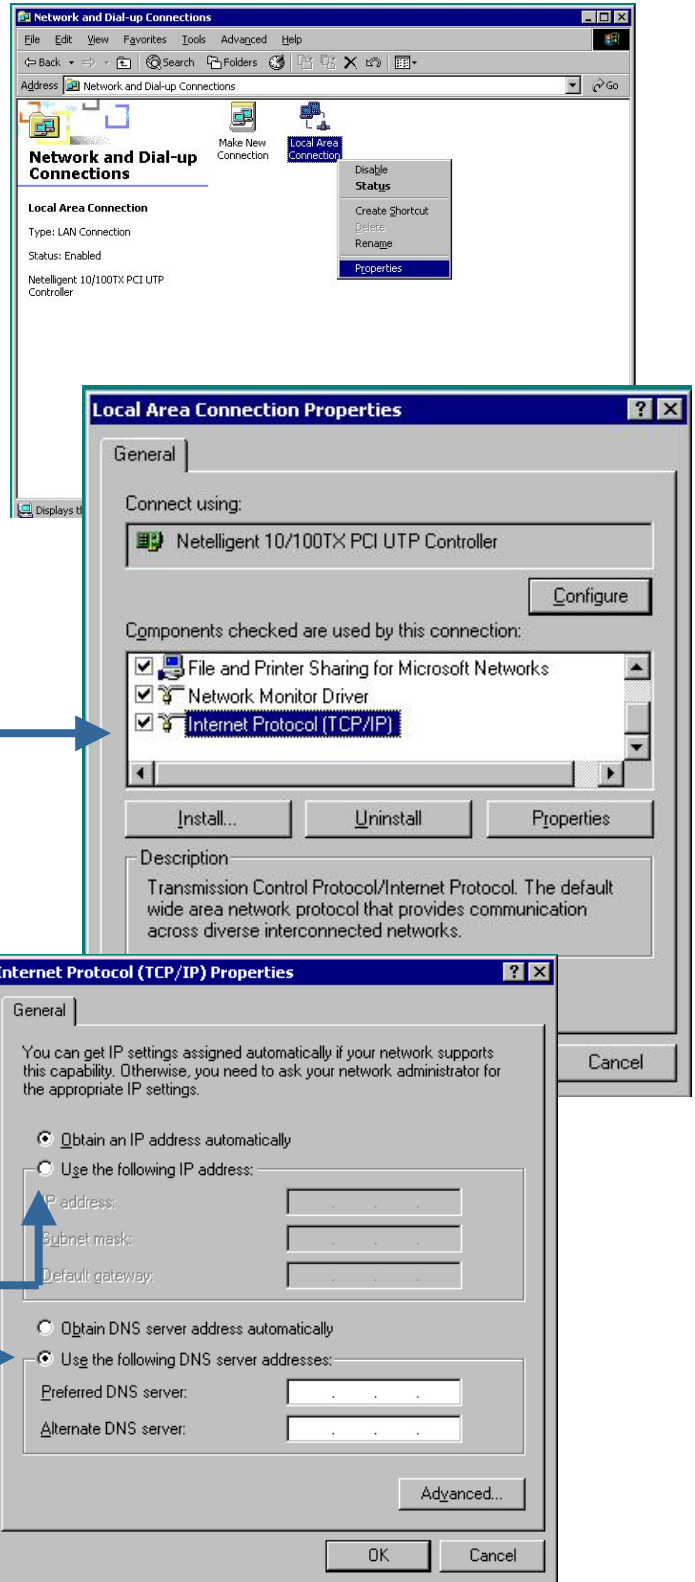 Network and Dial-up Connections
File Edit View Favorites Tools Advanced Help
Back Search Folders
Address Network and Dial-up Connections Go
Make New Connection
Local Area Connection
Network and Dial-up
Connections
Local Area Connection
Type: LAN Connection
Status: Enabled
Netelligent 10/100TX PCI UTP
Controller
Disable
Status
Create Shortcut
Delete
Rename
Properties
Displays
Local Area Connection Properties
General
Connect using:
Netelligent 10/100TX PCI UTP Controller
Configure
Components checked are used by this connection:
File and Printer Sharing for Microsoft Networks
Network Monitor Driver
Internet Protocol (TCP/IP)
Install... Uninstall Properties
Description
Transmission Control Protocol/Internet Protocol. The default
wide area network protocol that provides communication
across diverse interconnected networks.
Cancel
Internet Protocol (TCP/IP) Properties
General
You can get IP settings assigned automatically if your network supports
this capability. Otherwise, you need to ask your network administrator for
the appropriate IP settings.
Obtain an IP address automatically
Use the following IP address:
IP address:
Subnet mask:
Default gateway:
Obtain DNS server address automatically
Use the following DNS server addresses:
Preferred DNS server:
Alternate DNS server:
Advanced...
OK Cancel